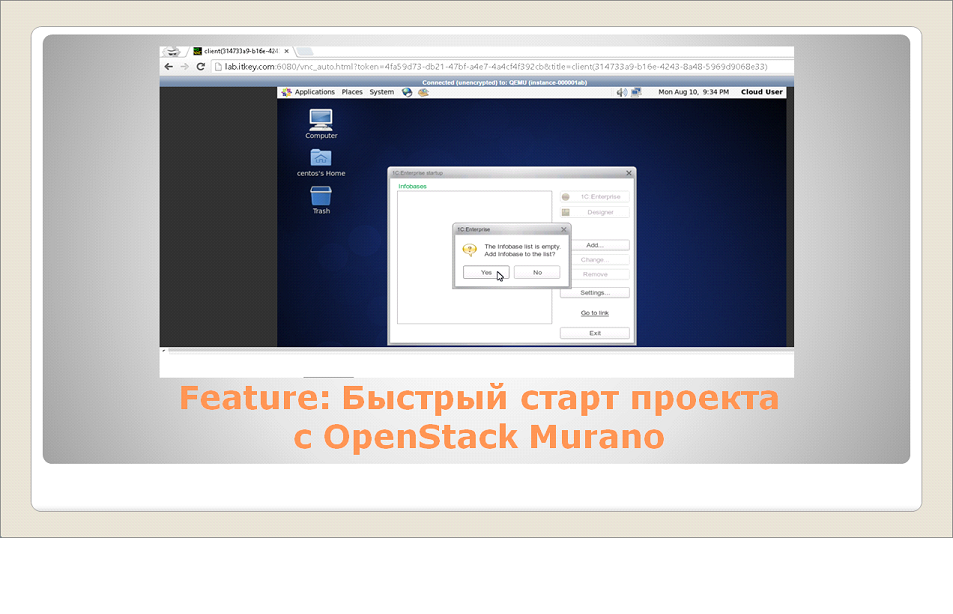 client(314733a9-b16e-424
lab.itkey.com:6080/vnc_auto.html?token=4fa59d73-db21-47bf-a4e7-4a4cf4f392cb&title=client(314733a9-b16e-4243-8a48-5969d9068e33)
Connected (unencrypted) to: QEMU (instance-000001ab)
Applications Places System Mon Aug 10, 9:34 PM Cloud User
Computer
centos's Home
Trash
1C:Enterprise startup
Infobases
1C:Enterprise
Designer
1C:Enterprise
The Infobase list is empty.
Add Infobase to the list?
Yes No
Add...
Change...
Remove
Settings...
Go to link
Exit
Feature: Быстрый старт проекта
с OpenStack Murano